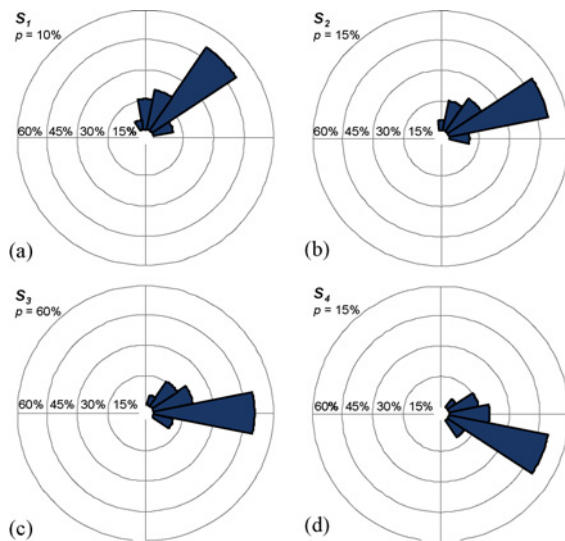 S1
p = 10%
60% 45% 30% 15%
(a)
S2
p = 15%
60% 45% 30% 15%
(b)
S3
p = 60%
60% 45% 30% 15%
(c)
S4
p = 15%
60% 45% 30% 15%
(d)